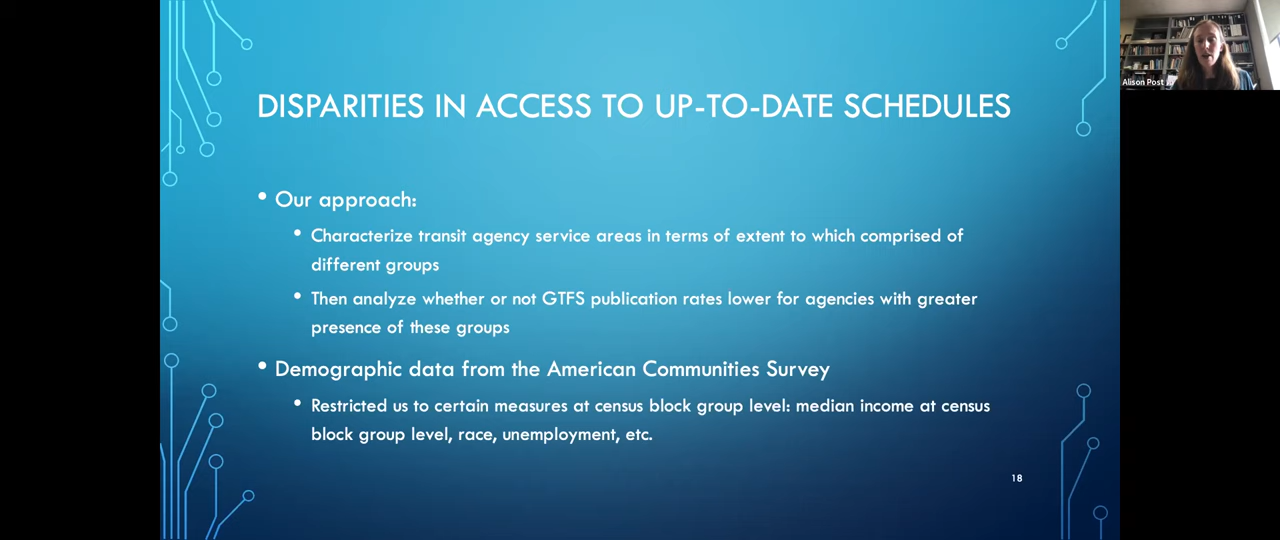 Alison Post
DISPARITIES IN ACCESS TO UP-TO-DATE SCHEDULES
• Our approach:
• Characterize transit agency service areas in terms of extent to which comprised of
different groups
• Then analyze whether or not GTFS publication rates lower for agencies with greater
presence of these groups
• Demographic data from the American Communities Survey
• Restricted us to certain measures at census block group level: median income at census
block group level, race, unemployment, etc.
18